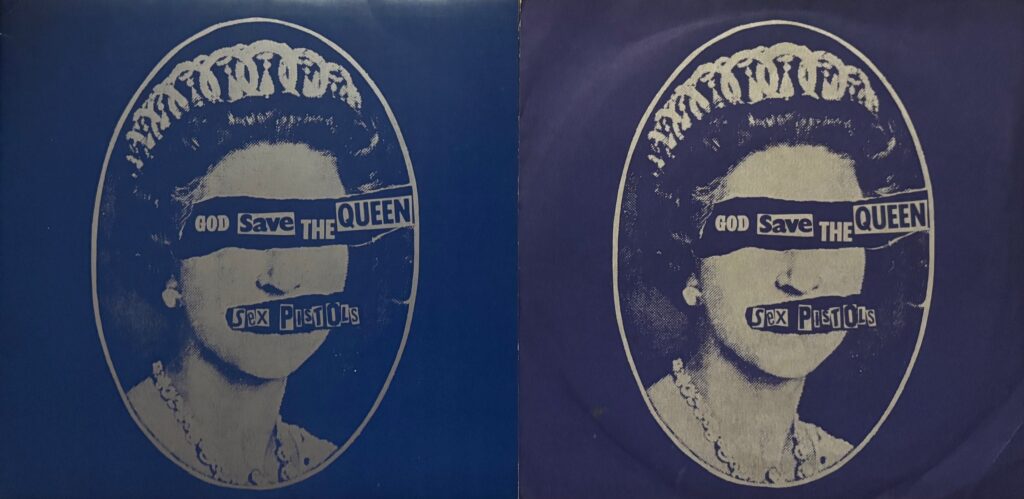 GOD Save THE QUEEN
Sex PisTOLs
GOD Save THE QUEEN
Sex PisTOLs